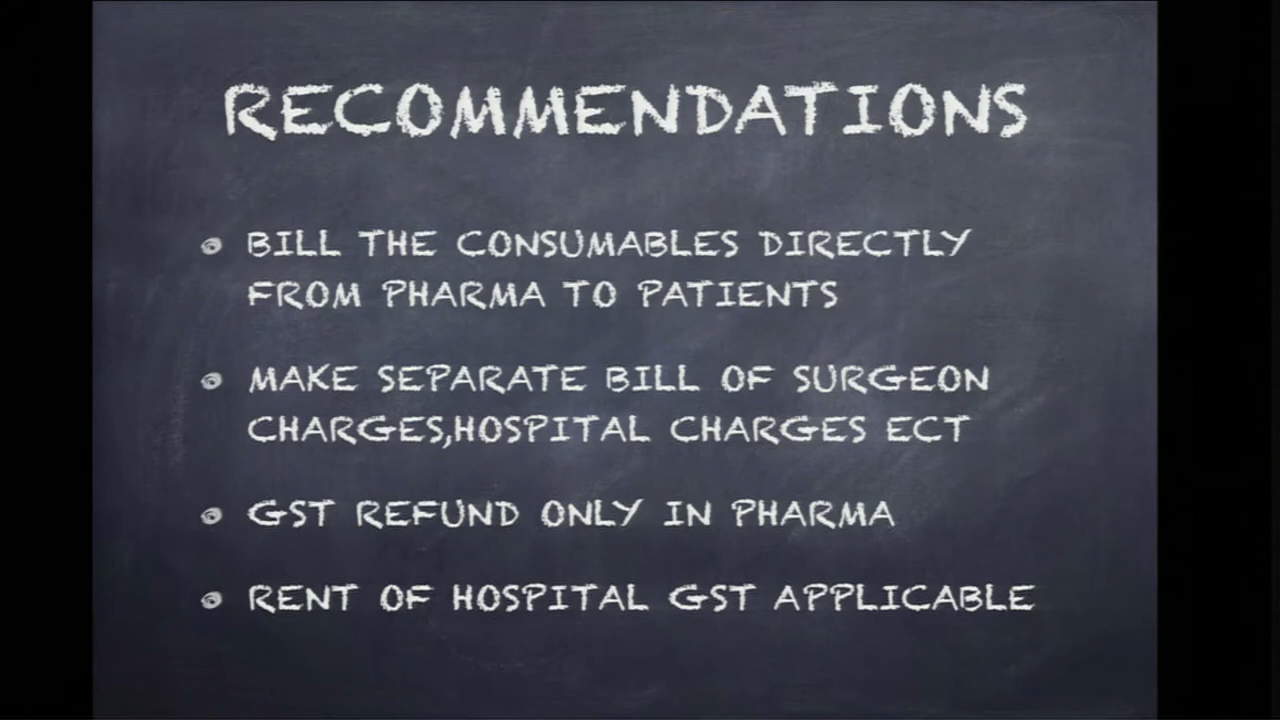 RECOMMENDATIONS
BILL THE CONSUMABLES DIRECTLY
FROM PHARMA TO PATIENTS
MAKE SEPARATE BILL OF SURGEON
CHARGES,HOSPITAL CHARGES ECT
GST REFUND ONLY IN PHARMA
RENT OF HOSPITAL GST APPLICABLE